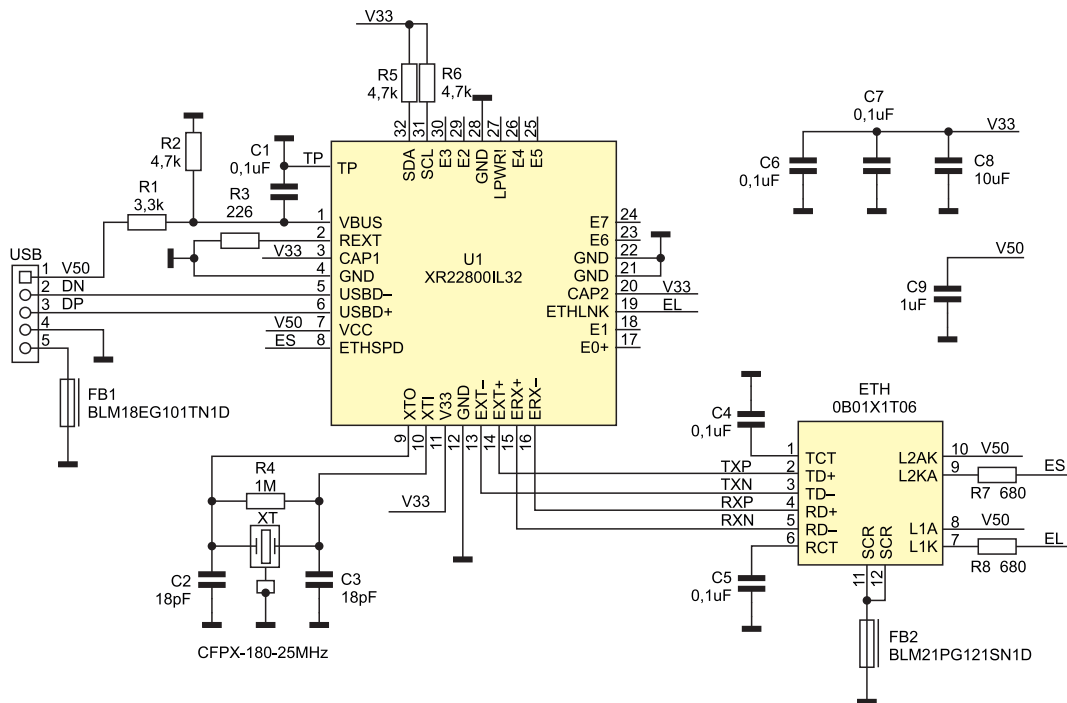 V33
R5
4,7k
R6
4,7k
32
31
30
29
28
27
26
25
SDA
SCL
E3
E2
GND
LPWR!
E4
E5
R2
4,7k
C1
0,1uF
TP
TP
R1
3,3k
R3
226
1
VBUS
2
REXT
V33
3
CAP1
4
GND
5
USBD–
6
USBD+
V50
7
VCC
ES
8
ETHSPD
U1
XR22800IL32
E7
24
E6
23
GND
22
GND
21
CAP2
20
V33
ETHLNK
19
EL
E1
18
E0+
17
XTO
XTI
V33
GND
EXT–
EXT+
ERX+
ERX–
9
10
11
12
13
14
15
16
USB
1
V50
2
DN
3
DP
4
5
FB1
BLM18EG101TN1D
R4
1M
XT
C2
18pF
C3
18pF
CFPX-180-25MHz
V33
C7
0,1uF
V33
C6
0,1uF
C8
10uF
V50
C9
1uF
ETH
0B01X1T06
C4
0,1uF
1
TCT
TXP
2
TD+
TXN
3
TD–
RXP
4
RD+
RXN
5
RD–
6
RCT
C5
0,1uF
L2AK
10
V50
L2KA
9
ES
R7 680
L1A
8
V50
L1K
7
EL
R8 680
SCR
SCR
11
12
FB2
BLM21PG121SN1D